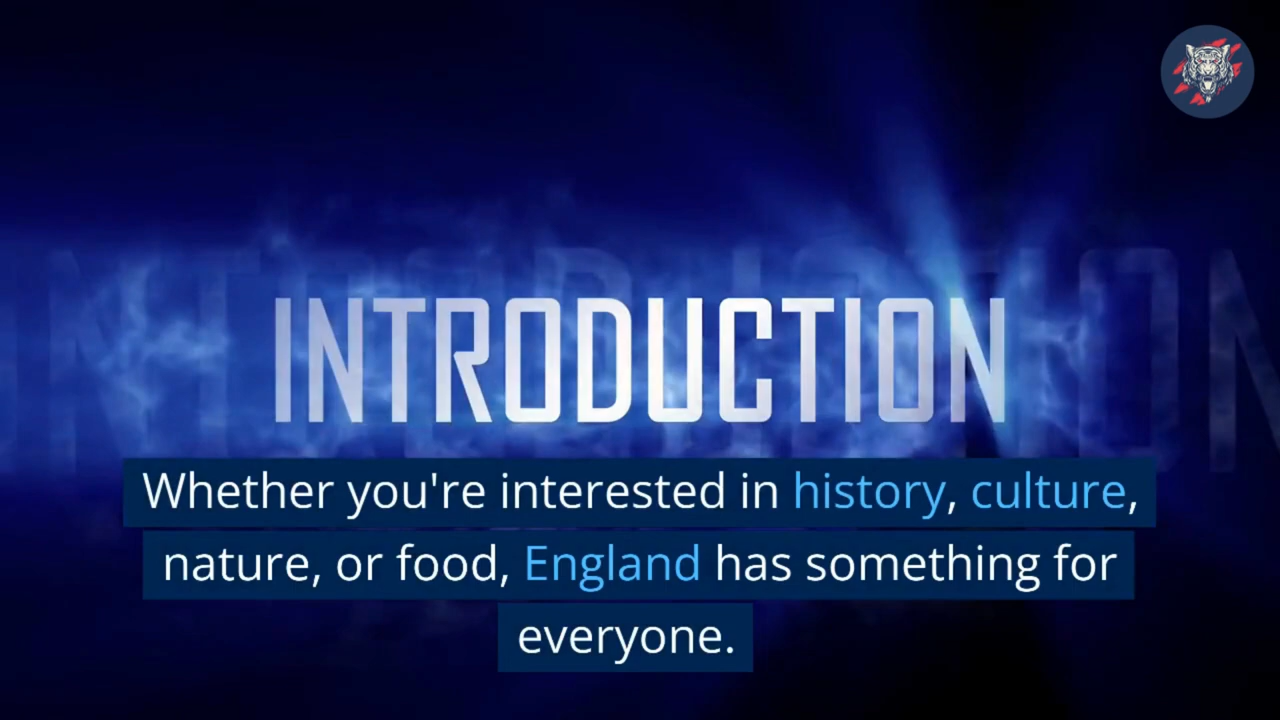 INTRODUCTION
Whether you're interested in history, culture,
nature, or food, England has something for
everyone.